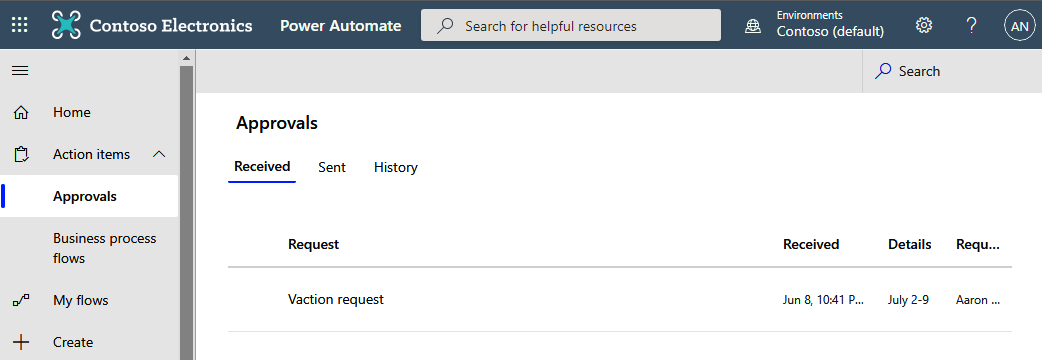 Contoso Electronics Power Automate Search for helpful resources Environments
Contoso (default) ? AN
Search
Home
Action items
Approvals
Business process
flows
My flows
Create
Approvals
Received Sent History
Request Received Details Requ...
Vaction request Jun 8, 10:41 P... July 2-9 Aaron ...